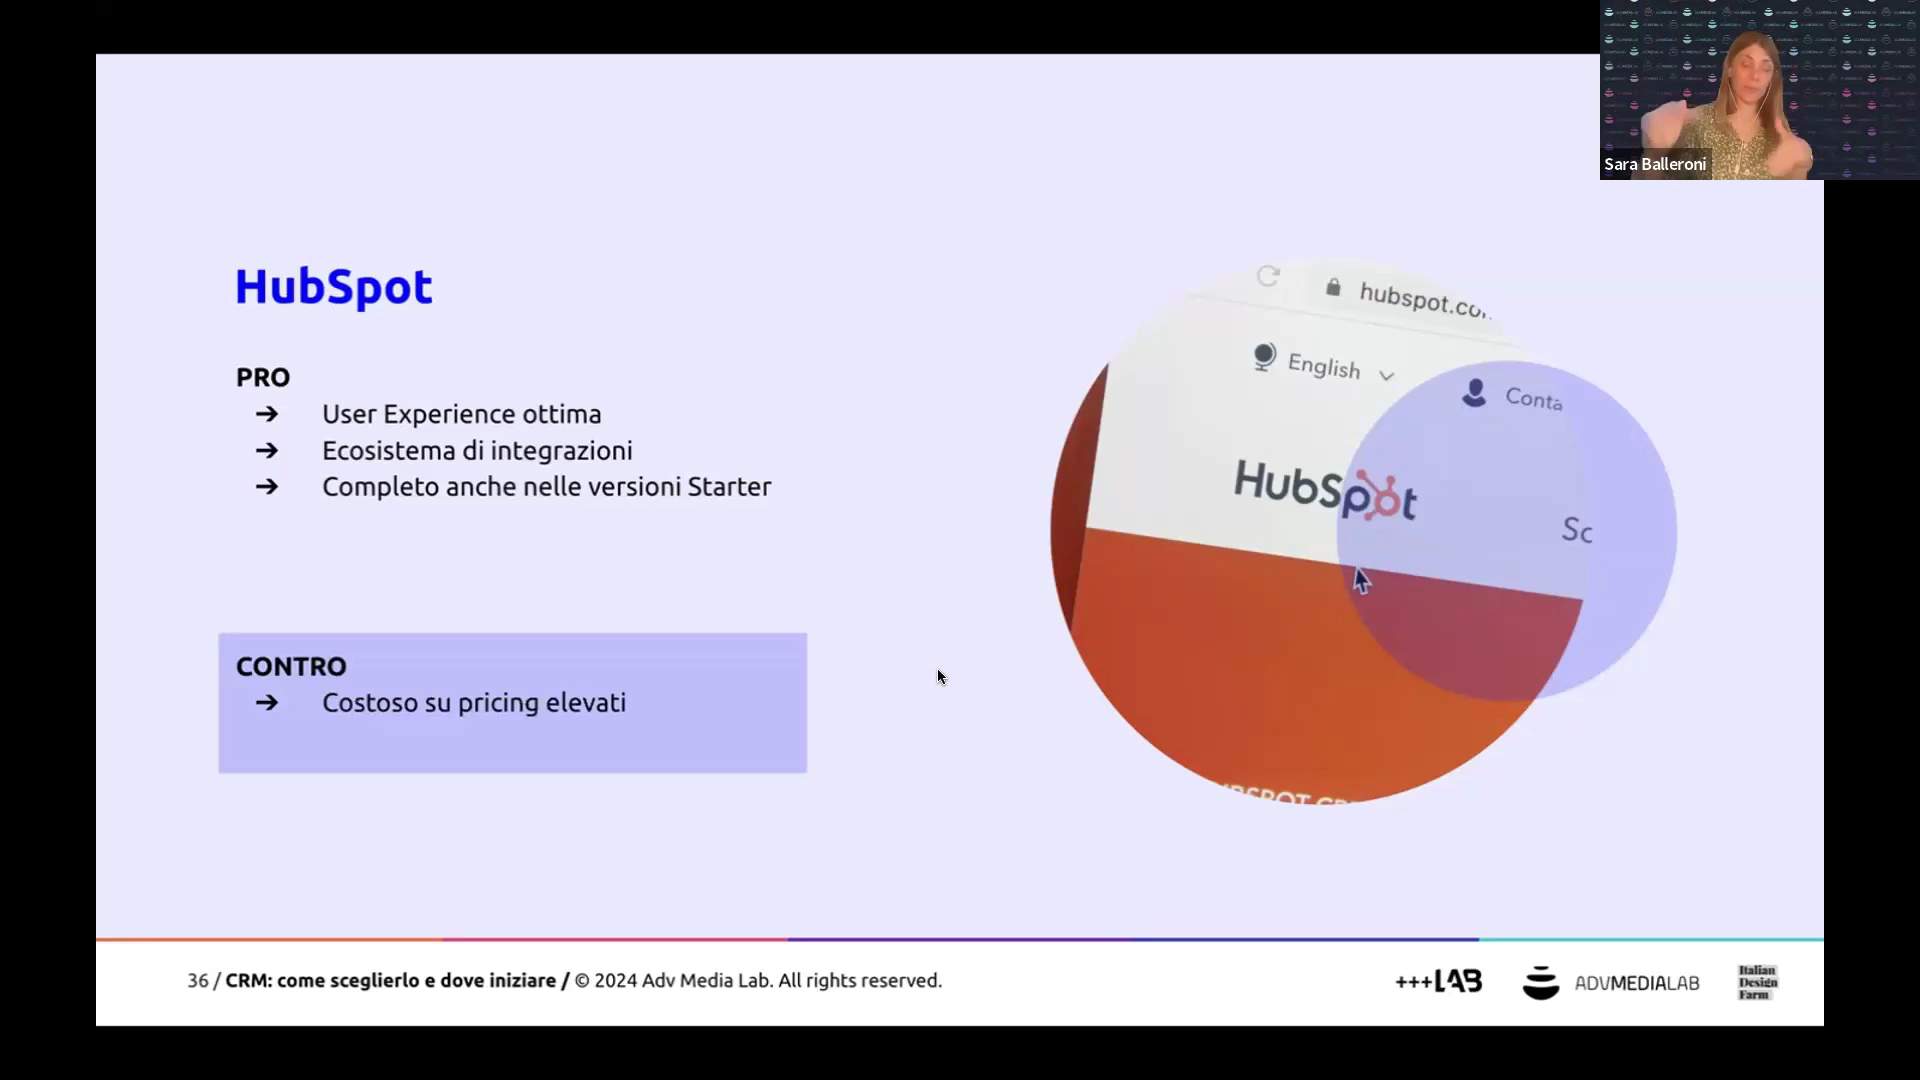 Sara Balleroni
HubSpot
PRO
➔ User Experience ottima
➔ Ecosistema di integrazioni
➔ Completo anche nelle versioni Starter
CONTRO
➔ Costoso su pricing elevati
hubspot.co
English
Conta
HubSpot
Sc
36 / CRM: come sceglierlo e dove iniziare / © 2024 Adv Media Lab. All rights reserved.
+++LAB
ADVMEDIALAB
Italian
Design
Farm